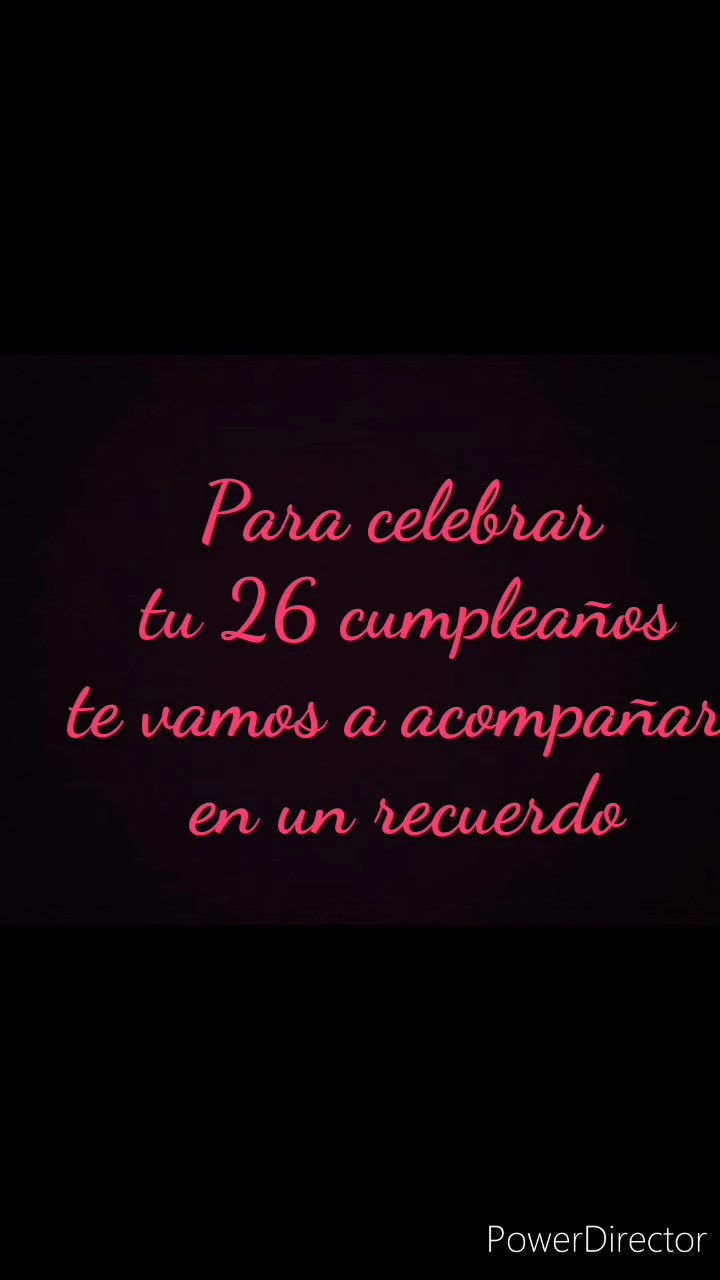 Para celebrar
tu 26 cumpleaños
te vamos a acompañar
en un recuerdo
PowerDirector